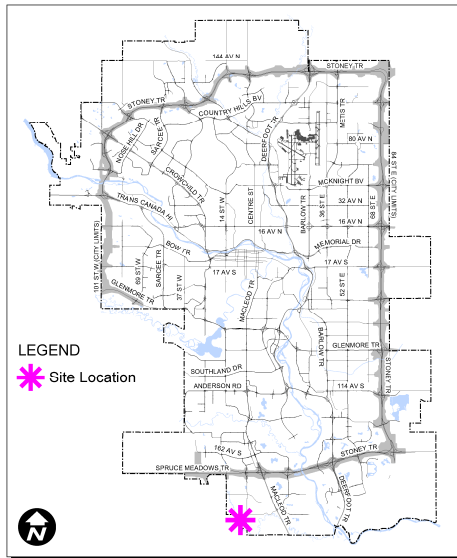 144 AV N
STONEY TR
STONEY TR
COUNTRY HILLS BV
NOSE HILL DR
SARCEE BL
DEERFOOT TR
METIS TR
80 AV N
CROWCHILD TR
MCKNIGHT BV
84 ST E (CITY LIMITS)
TRANS CANADA HI
14 ST W
CENTRE ST
BARLOW TR
36 ST E
32 AV N
68 ST E
16 AV N
16 AV N
101 ST W (CITY LIMITS)
BOW TR
MEMORIAL DR
69 ST W
SARCEE TR
37 ST W
17 AV S
17 AV S
52 ST E
GLENMORE TR
MACLEOD TR
BARLOW TR
GLENMORE TR
LEGEND
Site Location
SOUTHLAND DR
ANDERSON RD
114 AV S
STONEY TR
162 AV S
STONEY TR
SPRUCE MEADOWS TR
MACLEOD TR
DEERFOOT TR
N